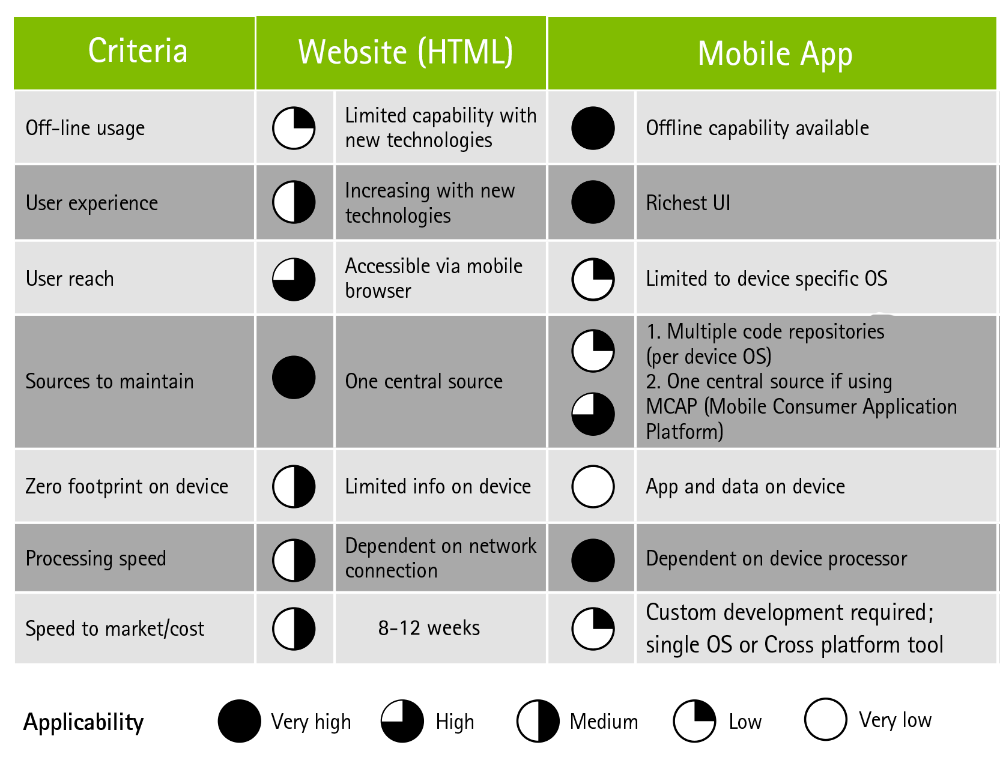 Criteria
Website (HTML)
Mobile App
Off-line usage
Limited capability with
new technologies
Offline capability available
User experience
Increasing with new
technologies
Richest UI
User reach
Accessible via mobile
browser
Limited to device specific OS
Sources to maintain
One central source
1. Multiple code repositories
(per device OS)
2. One central source if using
MCAP (Mobile Consumer Application
Platform)
Zero footprint on device
Limited info on device
App and data on device
Processing speed
Dependent on network
connection
Dependent on device processor
Speed to market/cost
8-12 weeks
Custom development required;
single OS or Cross platform tool
Applicability
Very high
High
Medium
Low
Very low